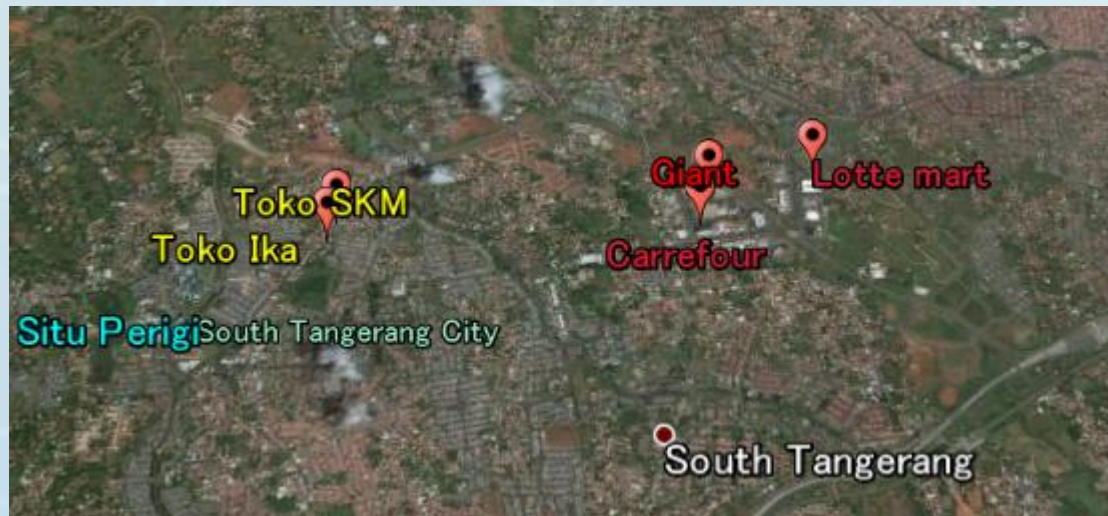 Giant
Lotte mart
Toko SKM
Toko Ika
Carrefour
Situ Perigi
South Tangerang City
South Tangerang